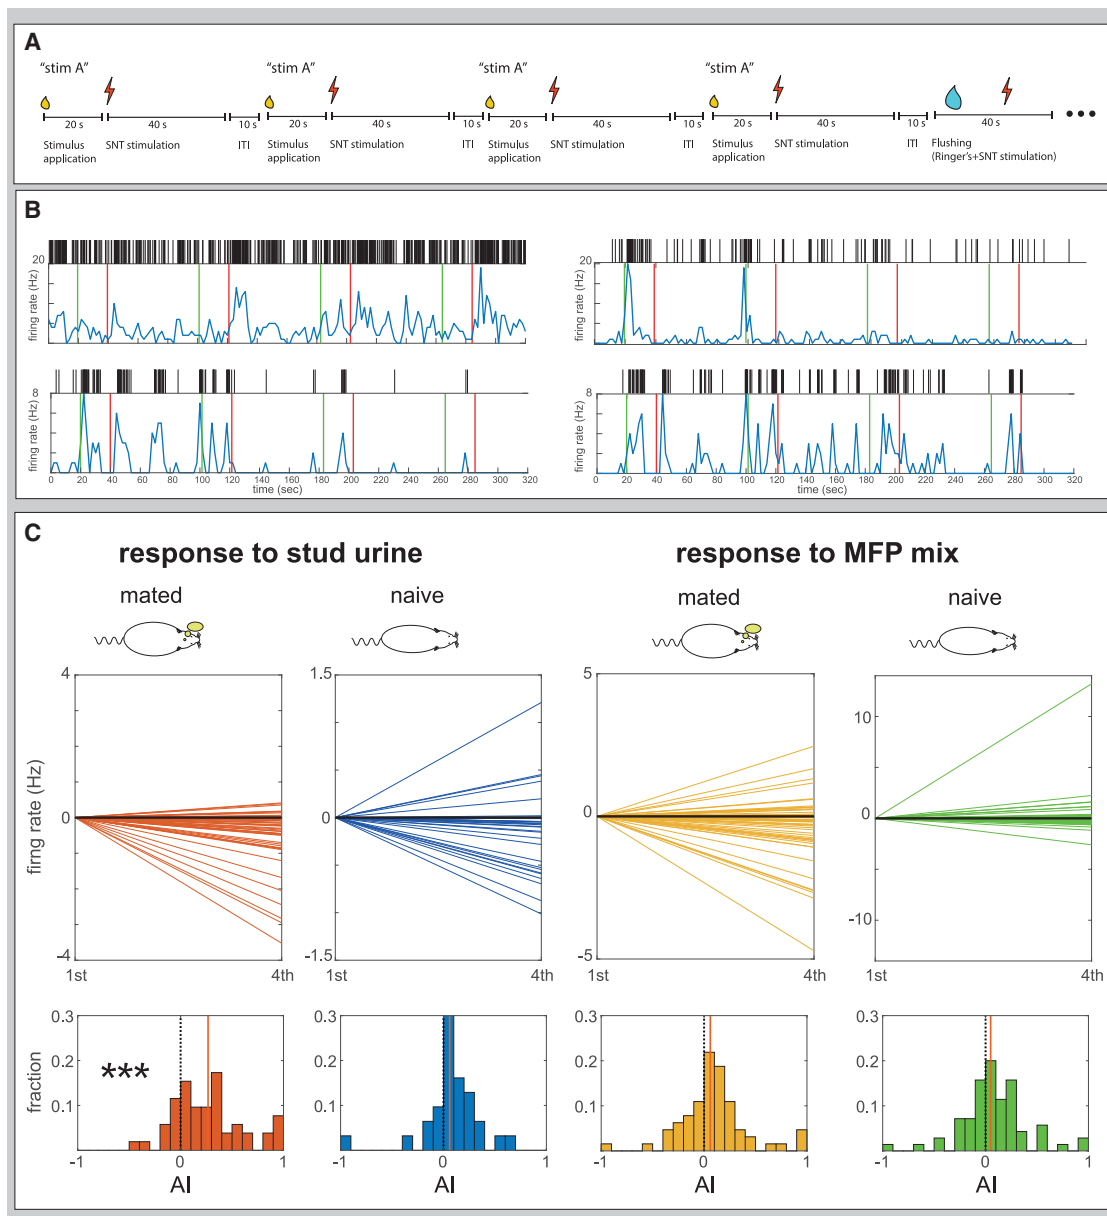 A
"stim A" "stim A" "stim A" "stim A"
20 s 40 s 10 s 20 s 40 s 10 s 20 s 40 s 10 s 20 s 40 s 10 s 40 s
Stimulus application SNT stimulation ITI Stimulus application SNT stimulation ITI Stimulus application SNT stimulation ITI Stimulus application SNT stimulation ITI Flushing (Ringer's+SNT stimulation)
B
20
firing rate (Hz)
20
firing rate (Hz)
8
firing rate (Hz)
0 20 40 60 80 100 120 140 160 180 200 220 240 260 280 300 320
time (sec)
8
firing rate (Hz)
0 20 40 60 80 100 120 140 160 180 200 220 240 260 280 300 320
time (sec)
C
response to stud urine response to MFP mix
mated naive mated naive
firng rate (Hz)
4 0 -4
1st 4th
1.5 0 -1.5
1st 4th
5 0 -5
1st 4th
10 0 -10
1st 4th
fraction
0.3 0.2 0.1
***
-1 0 1
AI
0.3 0.2 0.1
-1 0 1
AI
0.3 0.2 0.1
-1 0 1
AI
0.3 0.2 0.1
-1 0 1
AI